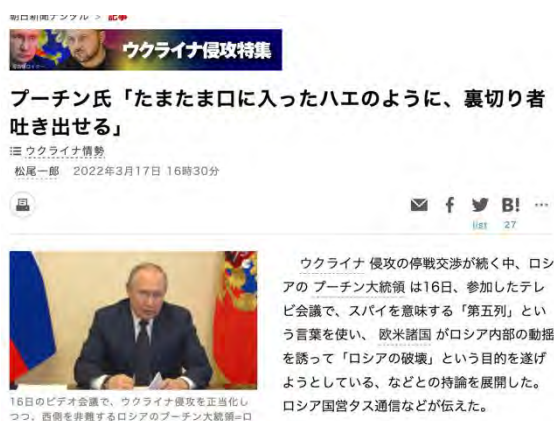 朝日新聞デジタル > 記事
ウクライナ侵攻特集
プーチン氏「たまたま口に入ったハエのように、裏切り者
吐き出せる」
ウクライナ情勢
松尾一郎 2022年3月17日 16時30分
list 27
B! …
ウクライナ 侵攻の停戦交渉が続く中、ロシ
アの プーチン大統領 は16日、参加したテレ
ビ会議で、スパイを意味する「第五列」とい
う言葉を使い、 欧米諸国 がロシア内部の動揺
を誘って「ロシアの破壊」という目的を遂げ
ようとしている、などとの持論を展開した。
ロシア国営タス通信などが伝えた。
16日のビデオ会議で、ウクライナ侵攻を正当化し
つつ、西側を非難するロシアのプーチン大統領=ロ